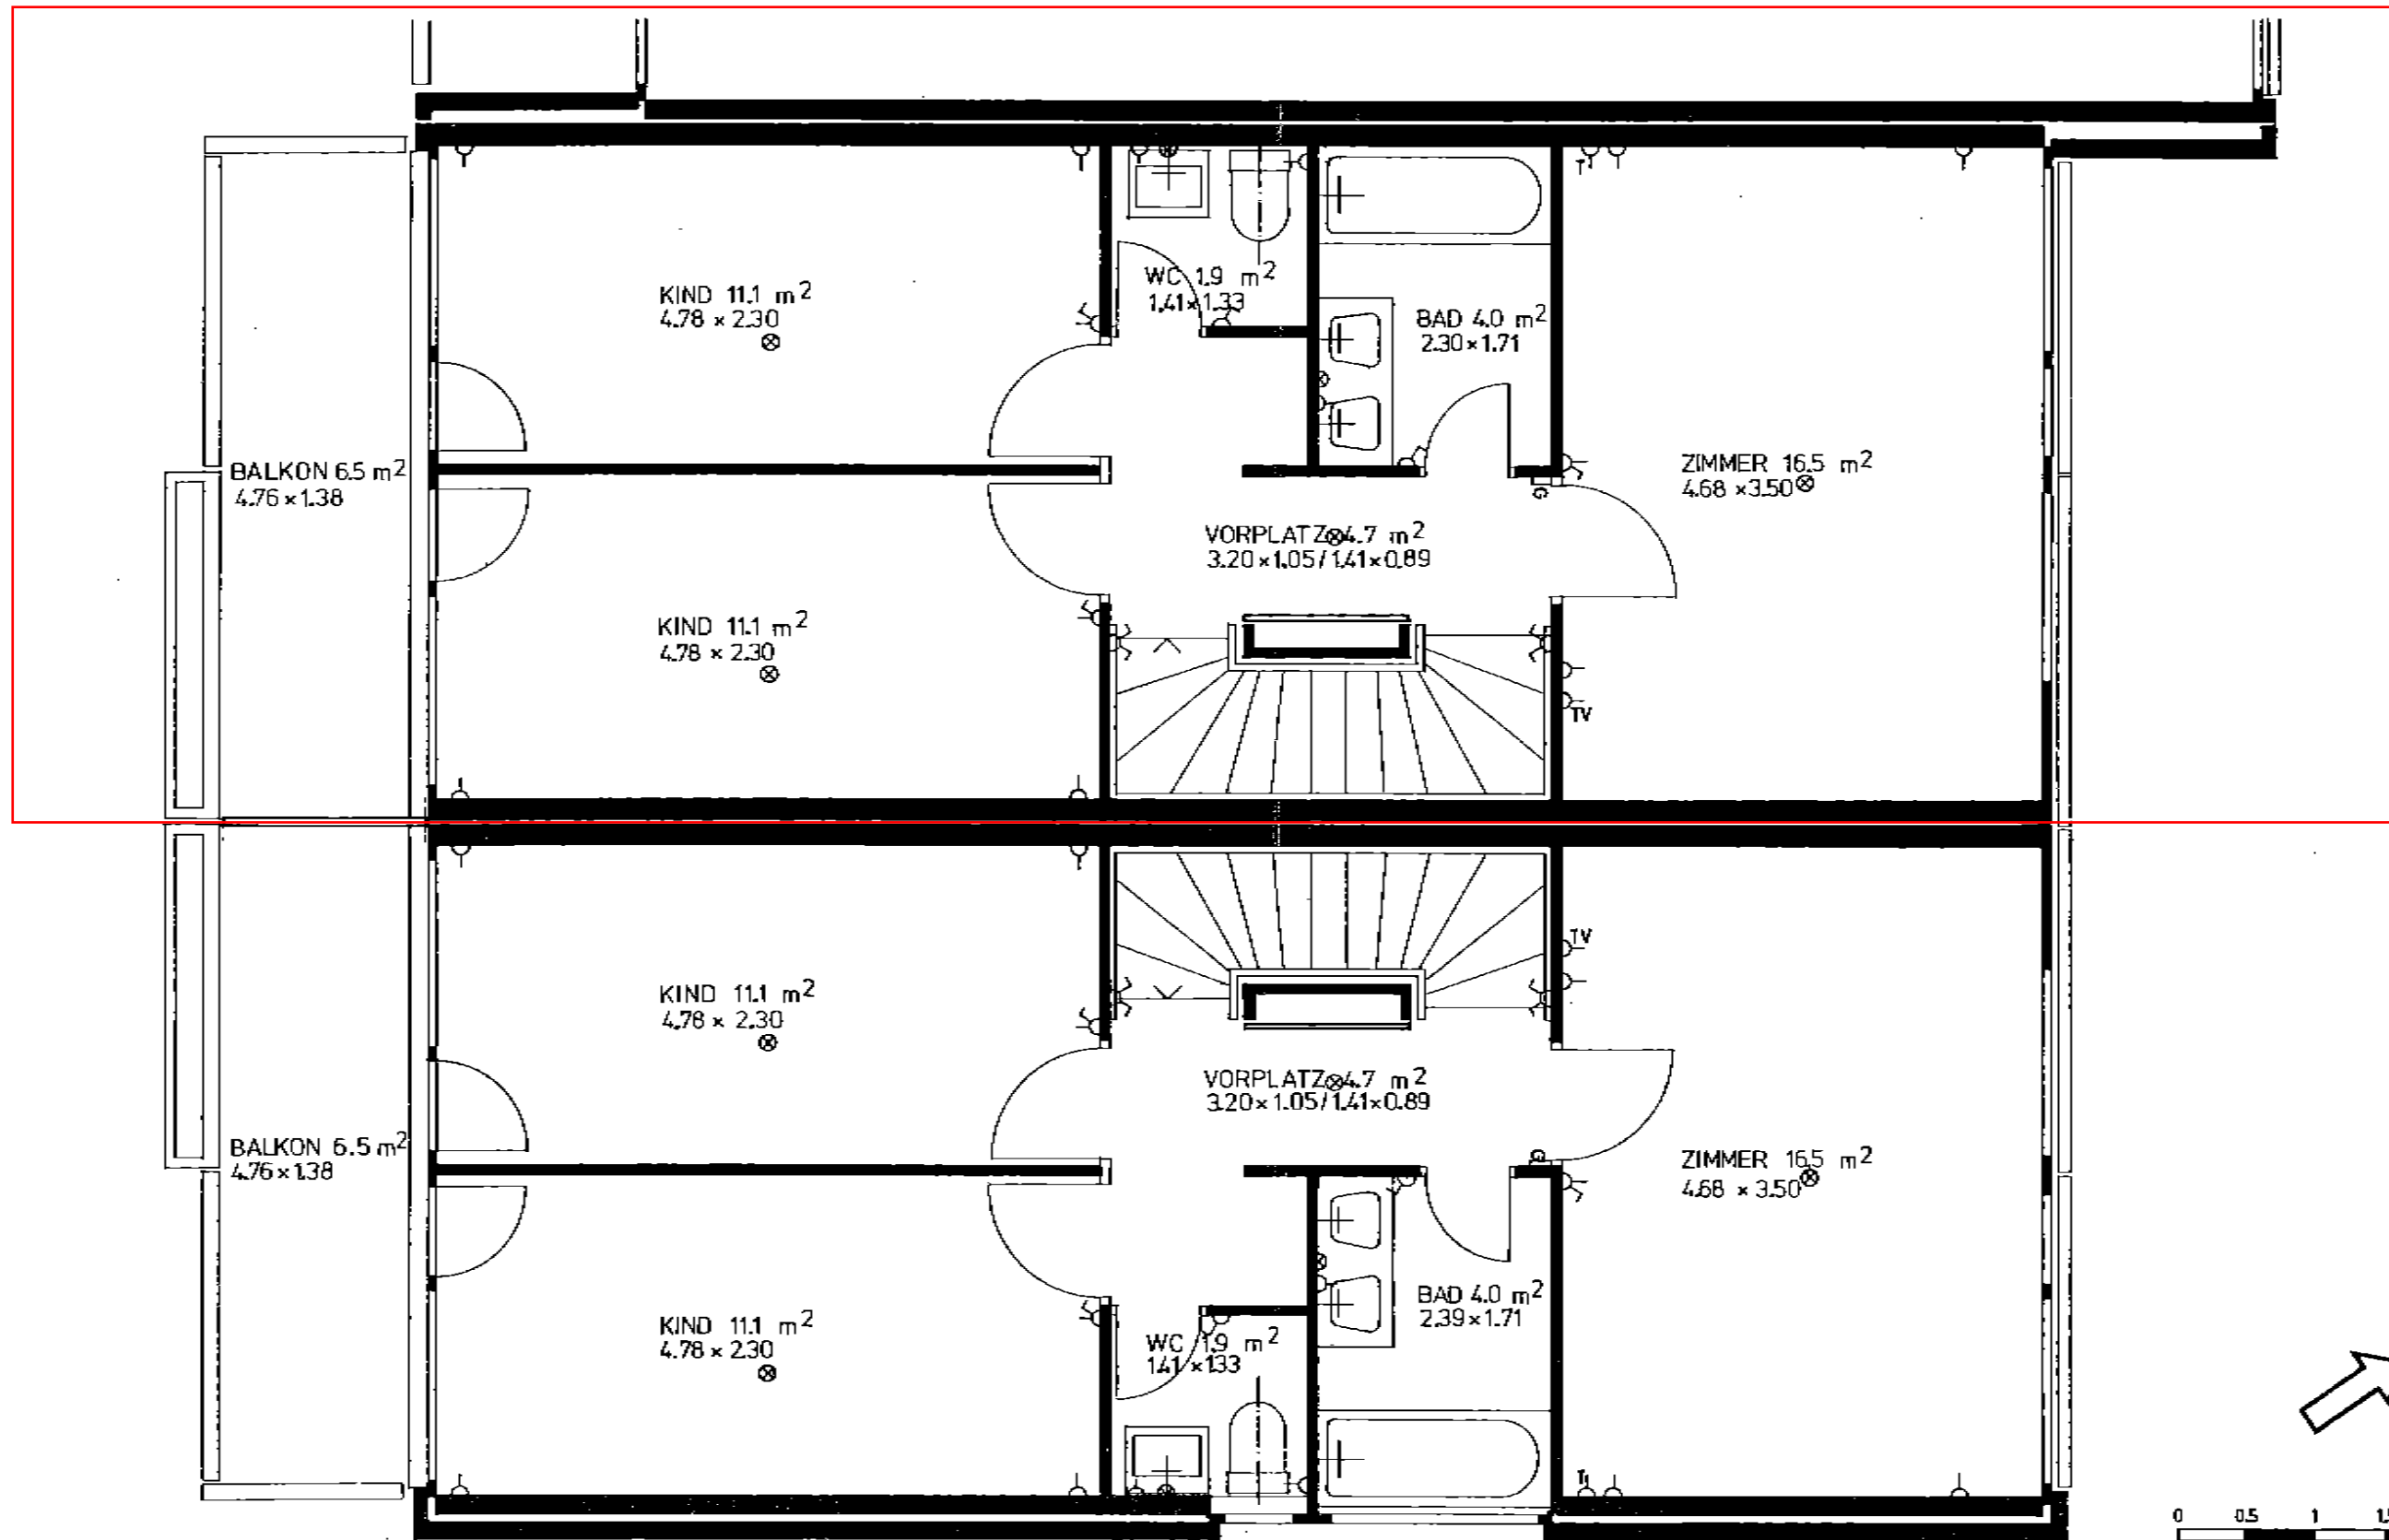 T
KIND 11.1 m2
4.78 × 2.30
WC 1.9 m2
1.41×1.33
BAD 4.0 m2
2.30×1.71
BALKON 6.5 m2
4.76×1.38
ZIMMER 16.5 m2
4.68 ×3.50
G
VORPLATZ 4.7 m2
3.20×1.05/1.41×0.89
KIND 11.1 m2
4.78 × 2.30
TV
TV
KIND 11.1 m2
4.78 × 2.30
VORPLATZ 4.7 m2
3.20×1.05/1.41×0.89
BALKON 6.5 m2
4.76×1.38
G
ZIMMER 16.5 m2
4.68 × 3.50
BAD 4.0 m2
2.39×1.71
KIND 11.1 m2
4.78 × 2.30
WC 1.9 m2
1.41 ×1.33
T
0 0.5 1